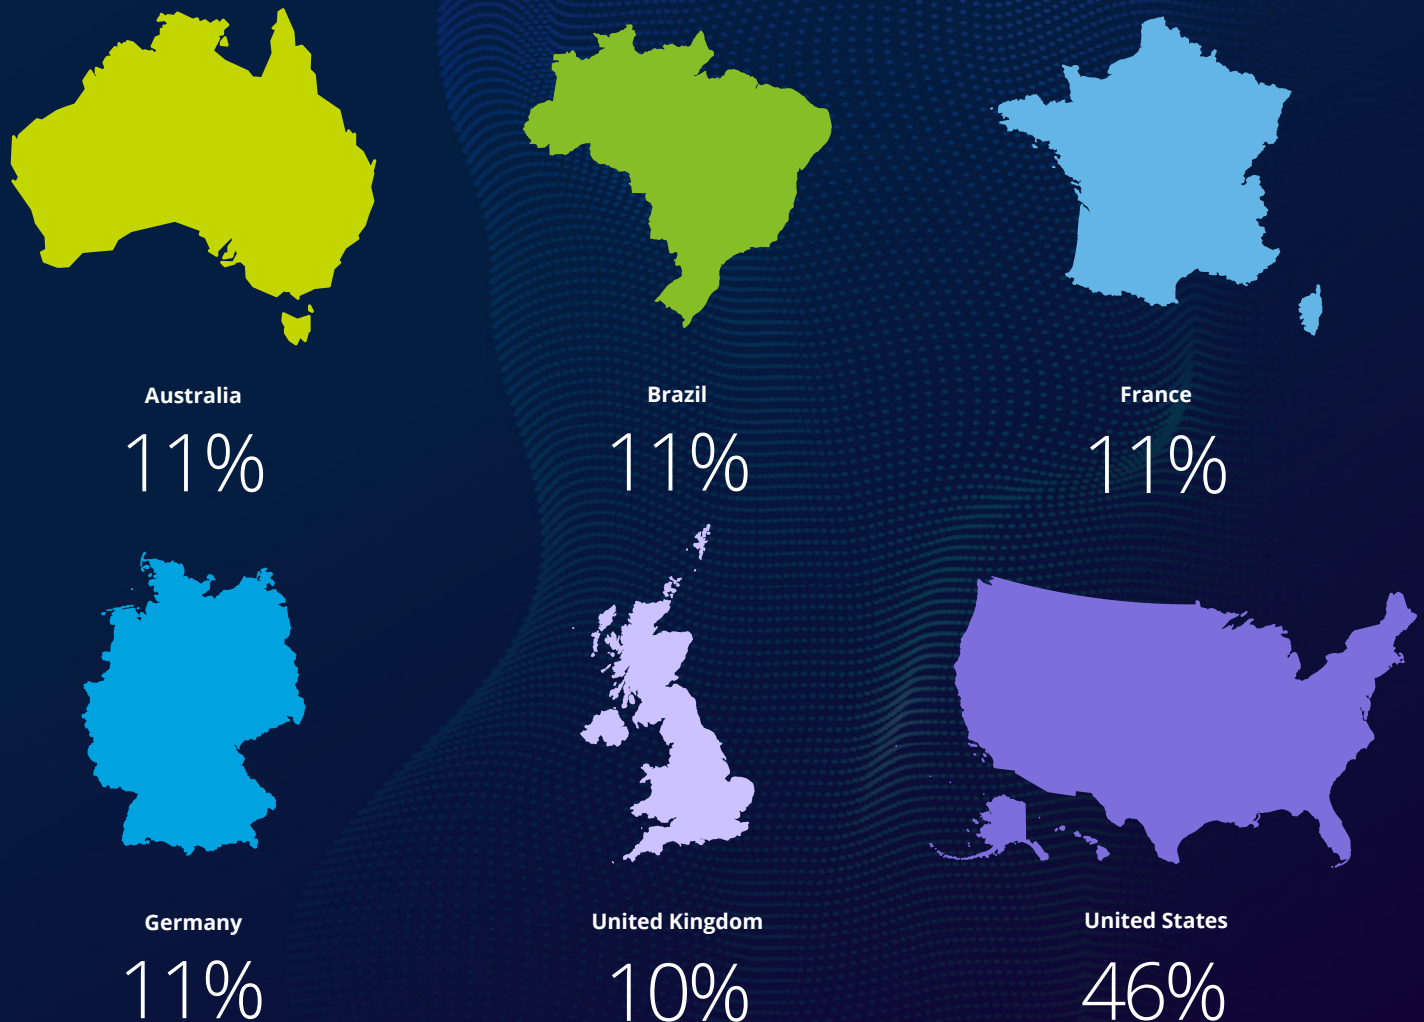 Australia
11%
Brazil
11%
France
11%
Germany
11%
United Kingdom
10%
United States
46%